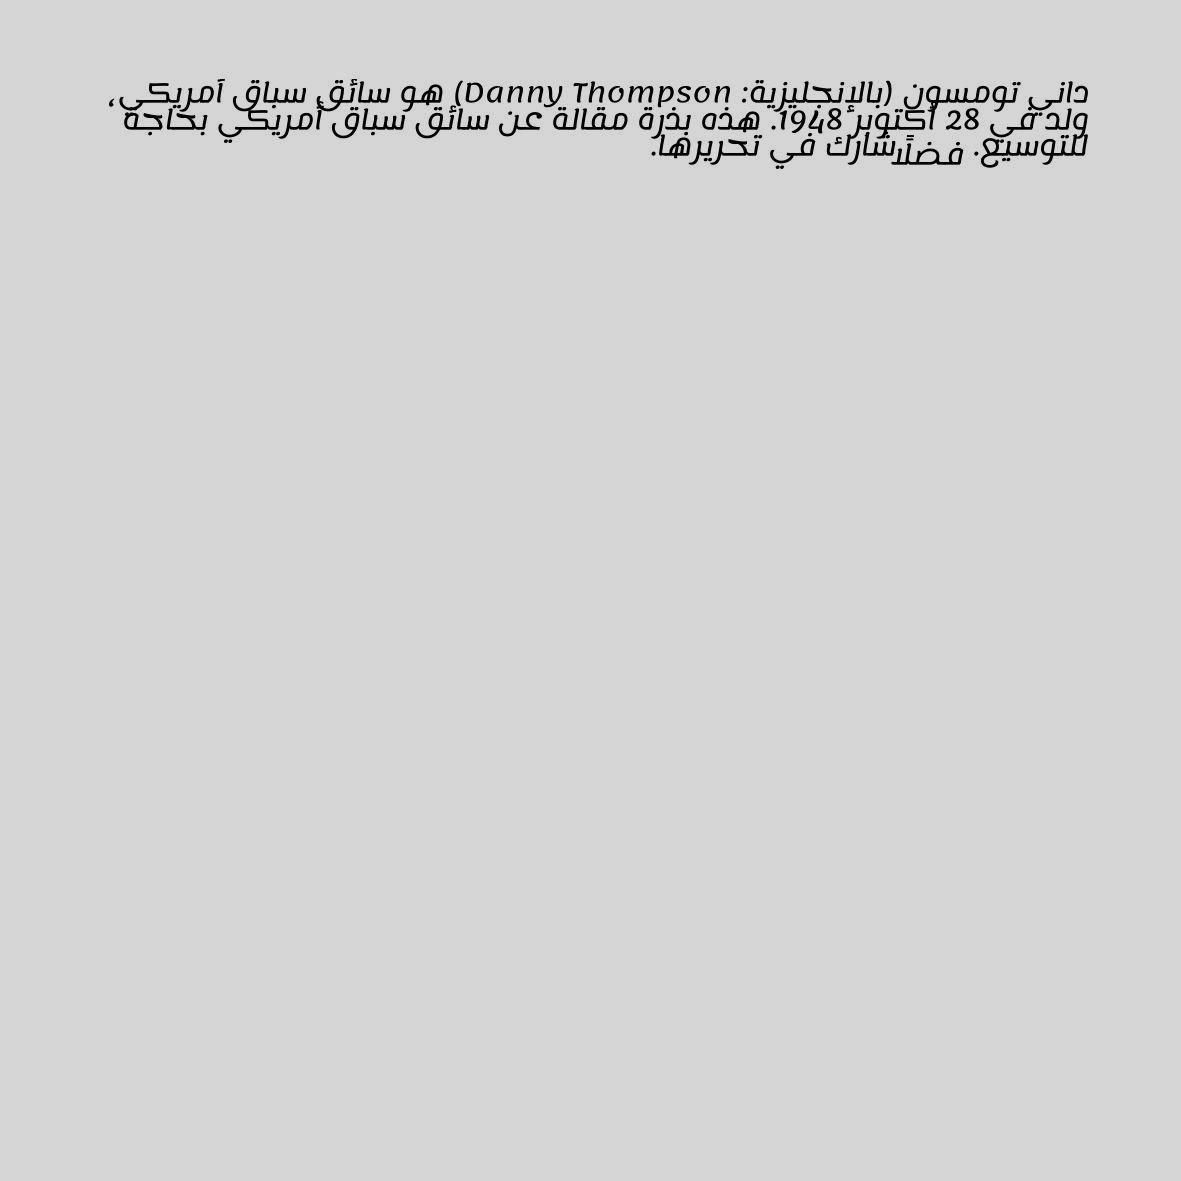 داني تومسون (بالإنجليزية: Danny Thompson) هو سائق سباق أمريكي،
ولد في 28 أكتوبر 1948. هذه بذرة مقالة عن سائق سباق أمريكي بحاجة
للتوسيع. فضلًا شارك في تحريرها.